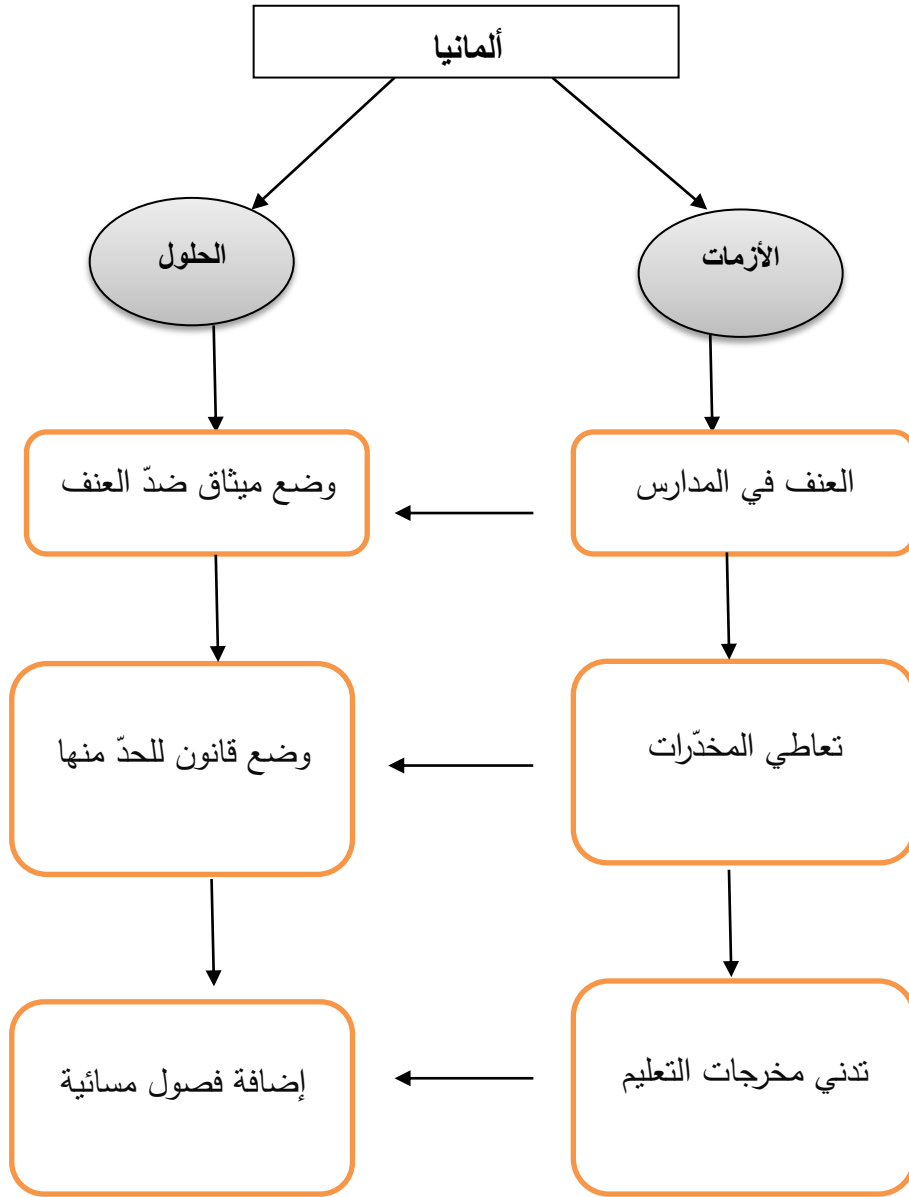 ألمانيا
الأزمات
الحلول
العنف في المدارس
وضع ميثاق ضدّ العنف
تعاطي المخدّرات
وضع قانون للحدّ منها
تدني مخرجات التعليم
إضافة فصول مسائية